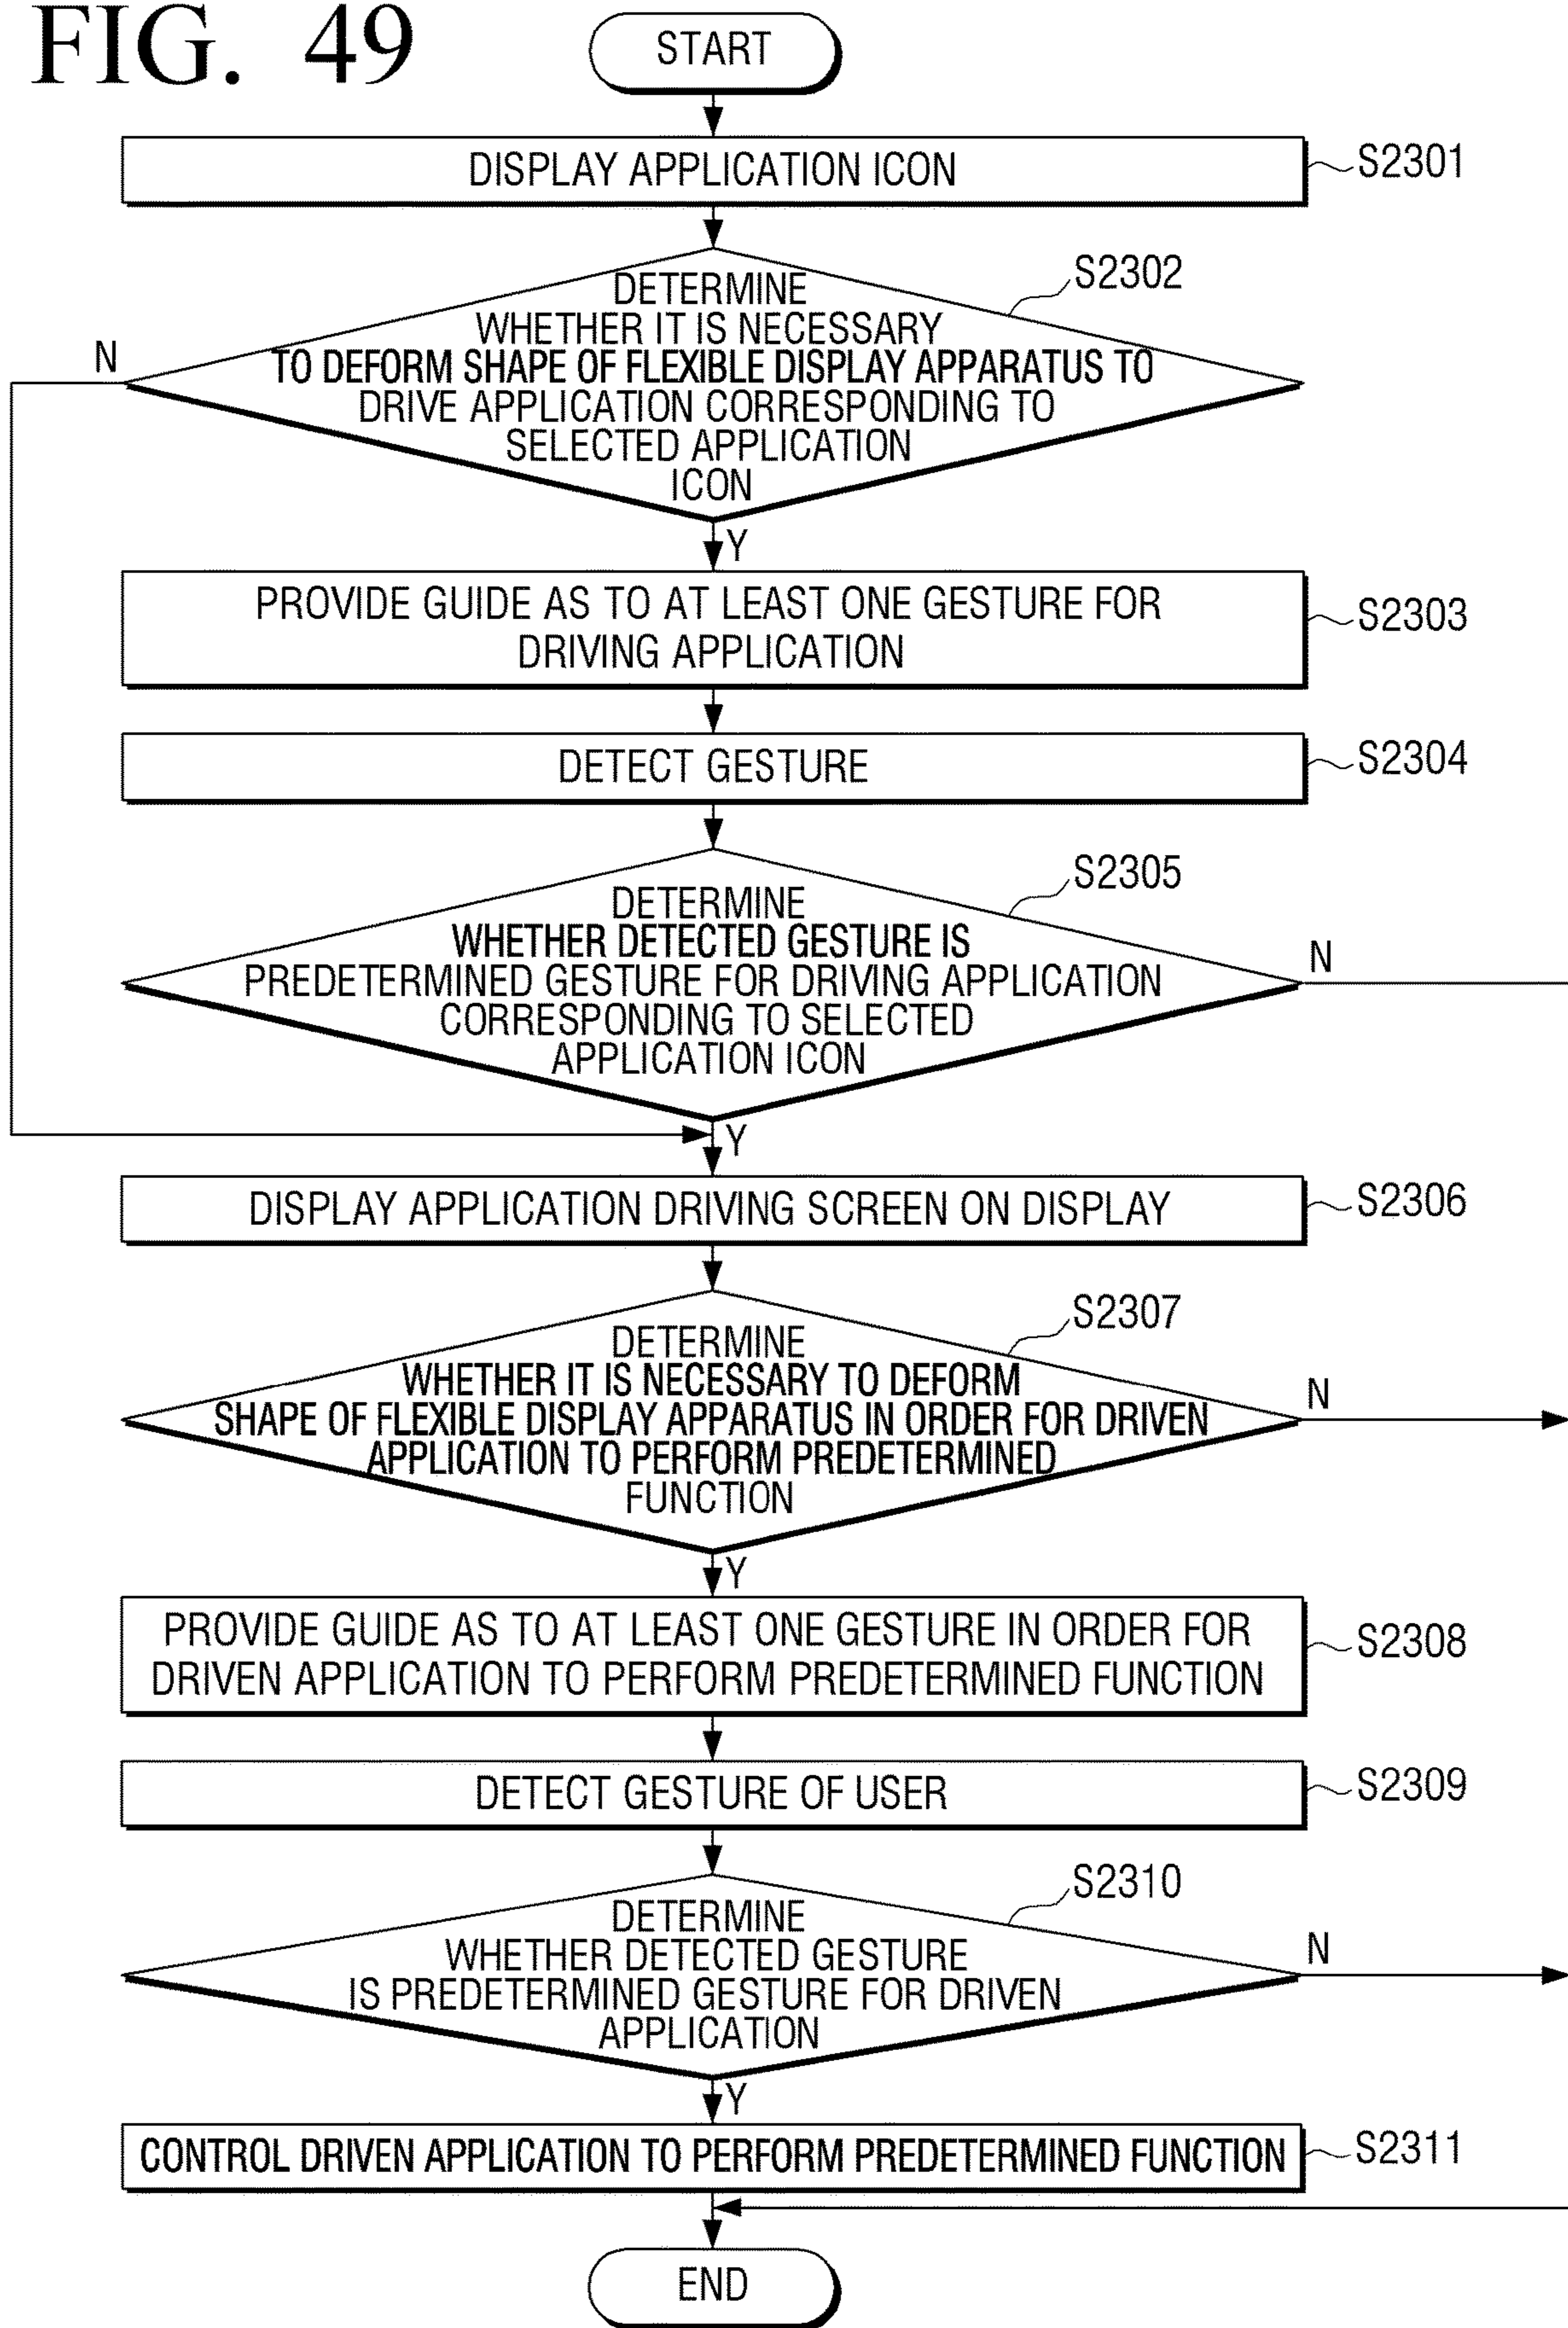 FIG. 49
START
DISPLAY APPLICATION ICON
S2301
S2302
DETERMINE
WHETHER IT IS NECESSARY
TO DEFORM SHAPE OF FLEXIBLE DISPLAY APPARATUS TO
DRIVE APPLICATION CORRESPONDING TO
SELECTED APPLICATION
ICON
N
Y
PROVIDE GUIDE AS TO AT LEAST ONE GESTURE FOR
DRIVING APPLICATION
S2303
DETECT GESTURE
S2304
S2305
DETERMINE
WHETHER DETECTED GESTURE IS
PREDETERMINED GESTURE FOR DRIVING APPLICATION
CORRESPONDING TO SELECTED
APPLICATION ICON
N
Y
DISPLAY APPLICATION DRIVING SCREEN ON DISPLAY
S2306
S2307
DETERMINE
WHETHER IT IS NECESSARY TO DEFORM
SHAPE OF FLEXIBLE DISPLAY APPARATUS IN ORDER FOR DRIVEN
APPLICATION TO PERFORM PREDETERMINED
FUNCTION
N
Y
PROVIDE GUIDE AS TO AT LEAST ONE GESTURE IN ORDER FOR
DRIVEN APPLICATION TO PERFORM PREDETERMINED FUNCTION
S2308
DETECT GESTURE OF USER
S2309
S2310
DETERMINE
WHETHER DETECTED GESTURE
IS PREDETERMINED GESTURE FOR DRIVEN
APPLICATION
N
Y
CONTROL DRIVEN APPLICATION TO PERFORM PREDETERMINED FUNCTION
S2311
END